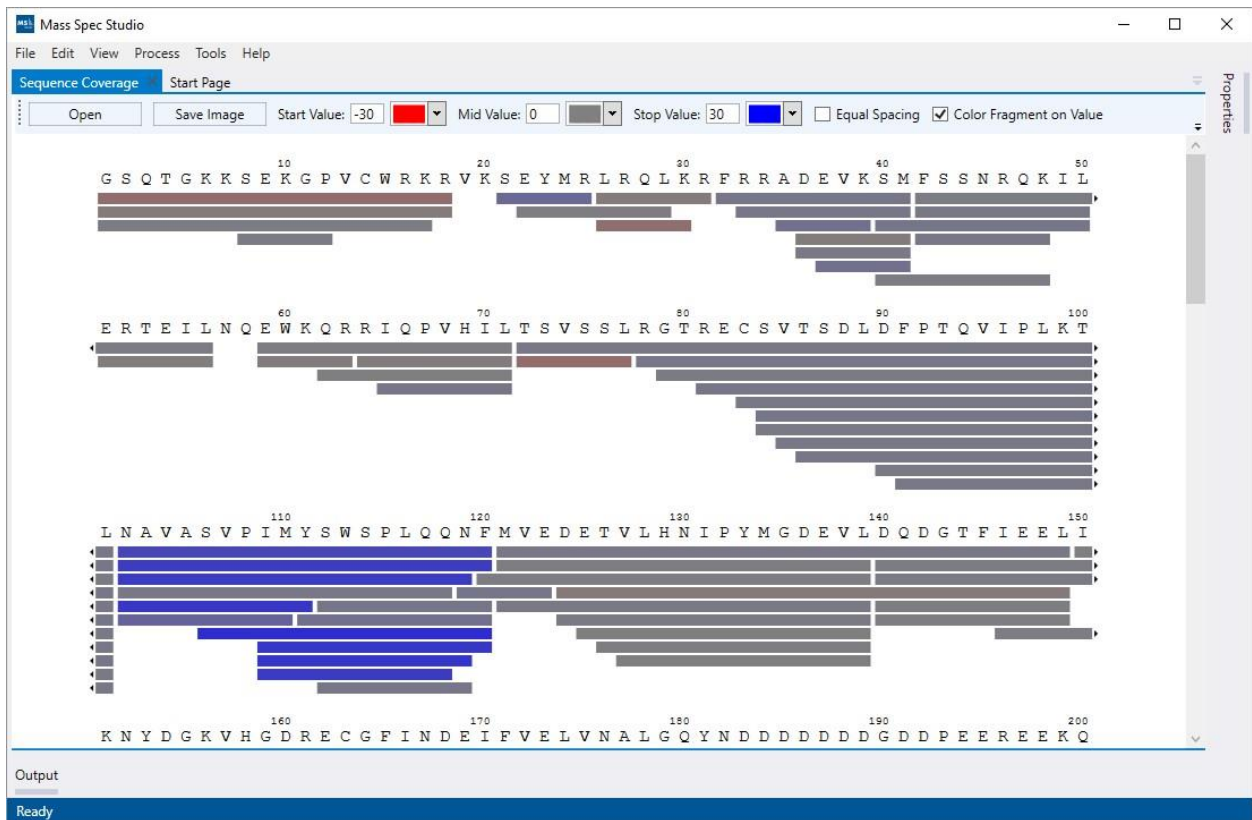 MSL Mass Spec Studio
File Edit View Process Tools Help
Sequence Coverage Start Page
Properties
Open Save Image Start Value: -30 Mid Value: 0 Stop Value: 30 Equal Spacing Color Fragment on Value
10 20 30 40 50
G S Q T G K K S E K G P V C W R K R V K S E Y M R L R Q L K R F R R A D E V K S M F S S N R Q K I L
60 70 80 90 100
E R T E I L N Q E W K Q R R I Q P V H I L T S V S S L R G T R E C S V T S D L D F P T Q V I P L K T
110 120 130 140 150
L N A V A S V P I M Y S W S P L Q Q N F M V E D E T V L H N I P Y M G D E V L D Q D G T F I E E L I
160 170 180 190 200
K N Y D G K V H G D R E C G F I N D E I F V E L V N A L G Q Y N D D D D D D D G D D P E E R E E K Q
Output
Ready